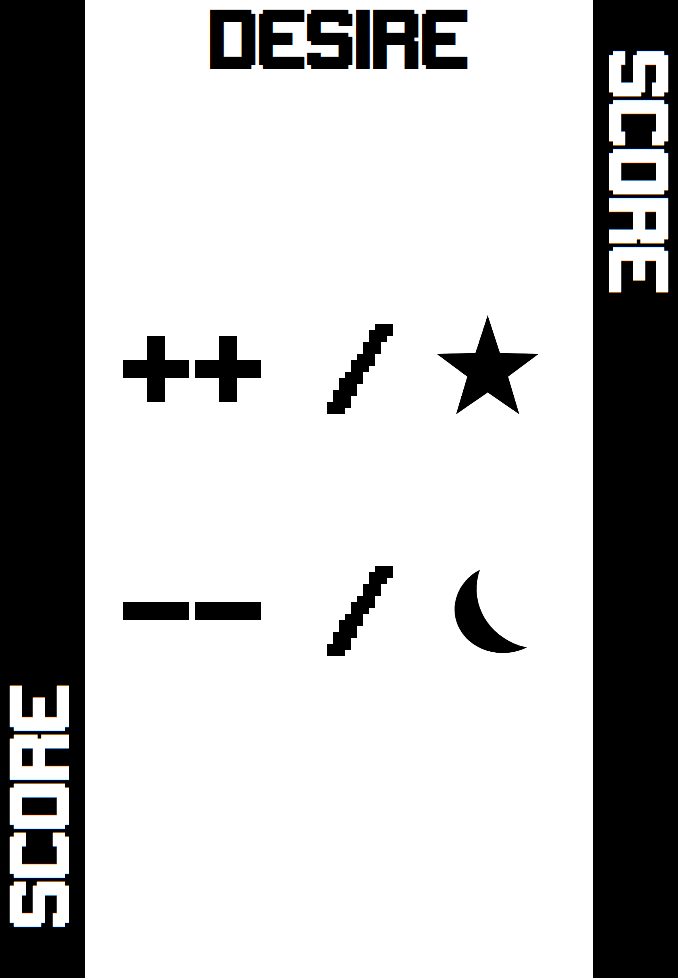 DESIRE
SCORE
++ / ★
-- / ☾
SCORE